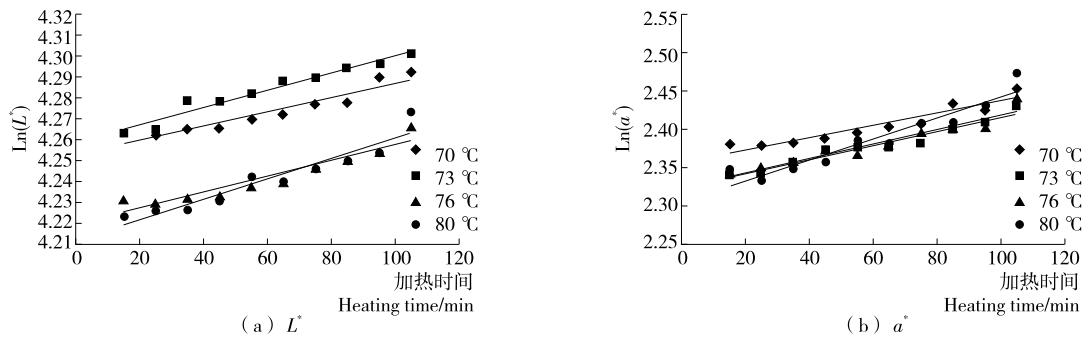 4.32
4.31
4.30
4.29
4.28
4.27
4.26
4.25
4.24
4.23
4.22
4.21
Ln(L*)
70 ℃
73 ℃
76 ℃
80 ℃
0 20 40 60 80 100 120
加热时间
Heating time/min
(a) L*
2.55
2.50
2.45
2.40
2.35
2.30
2.25
Ln(a*)
70 ℃
73 ℃
76 ℃
80 ℃
0 20 40 60 80 100 120
加热时间
Heating time/min
(b) a*